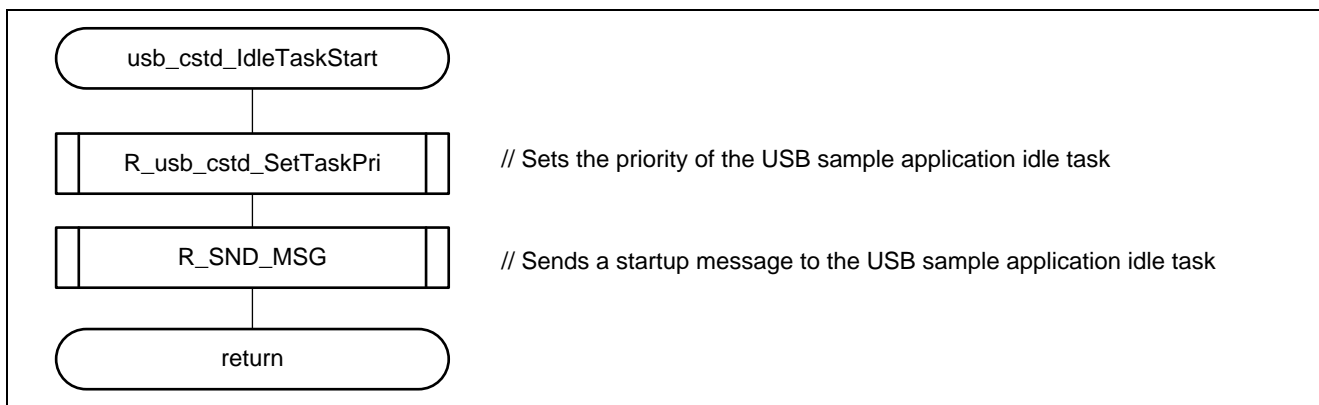 usb_cstd_IdleTaskStart
R_usb_cstd_SetTaskPri // Sets the priority of the USB sample application idle task
R_SND_MSG // Sends a startup message to the USB sample application idle task
return